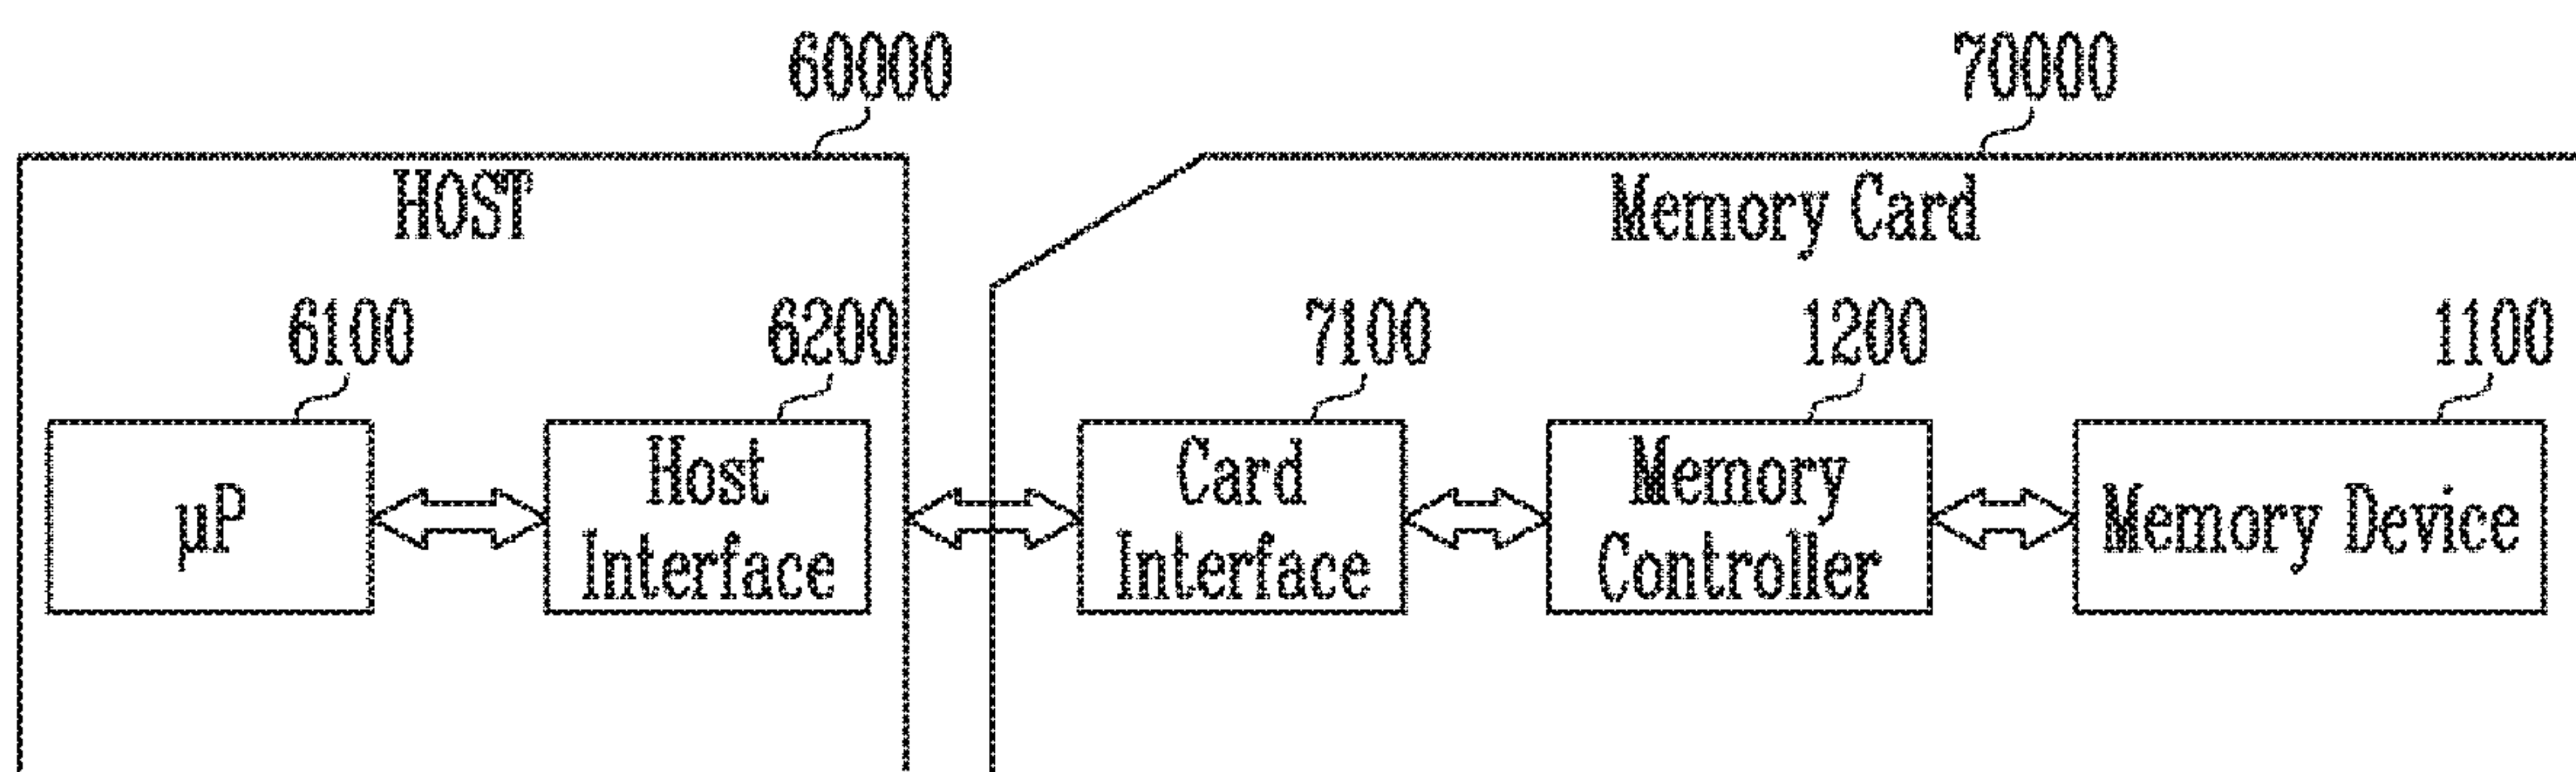 60000
70000
HOST
Memory Card
6100
6200
7100
1200
1100
μP
Host
Interface
Card
Interface
Memory
Controller
Memory Device